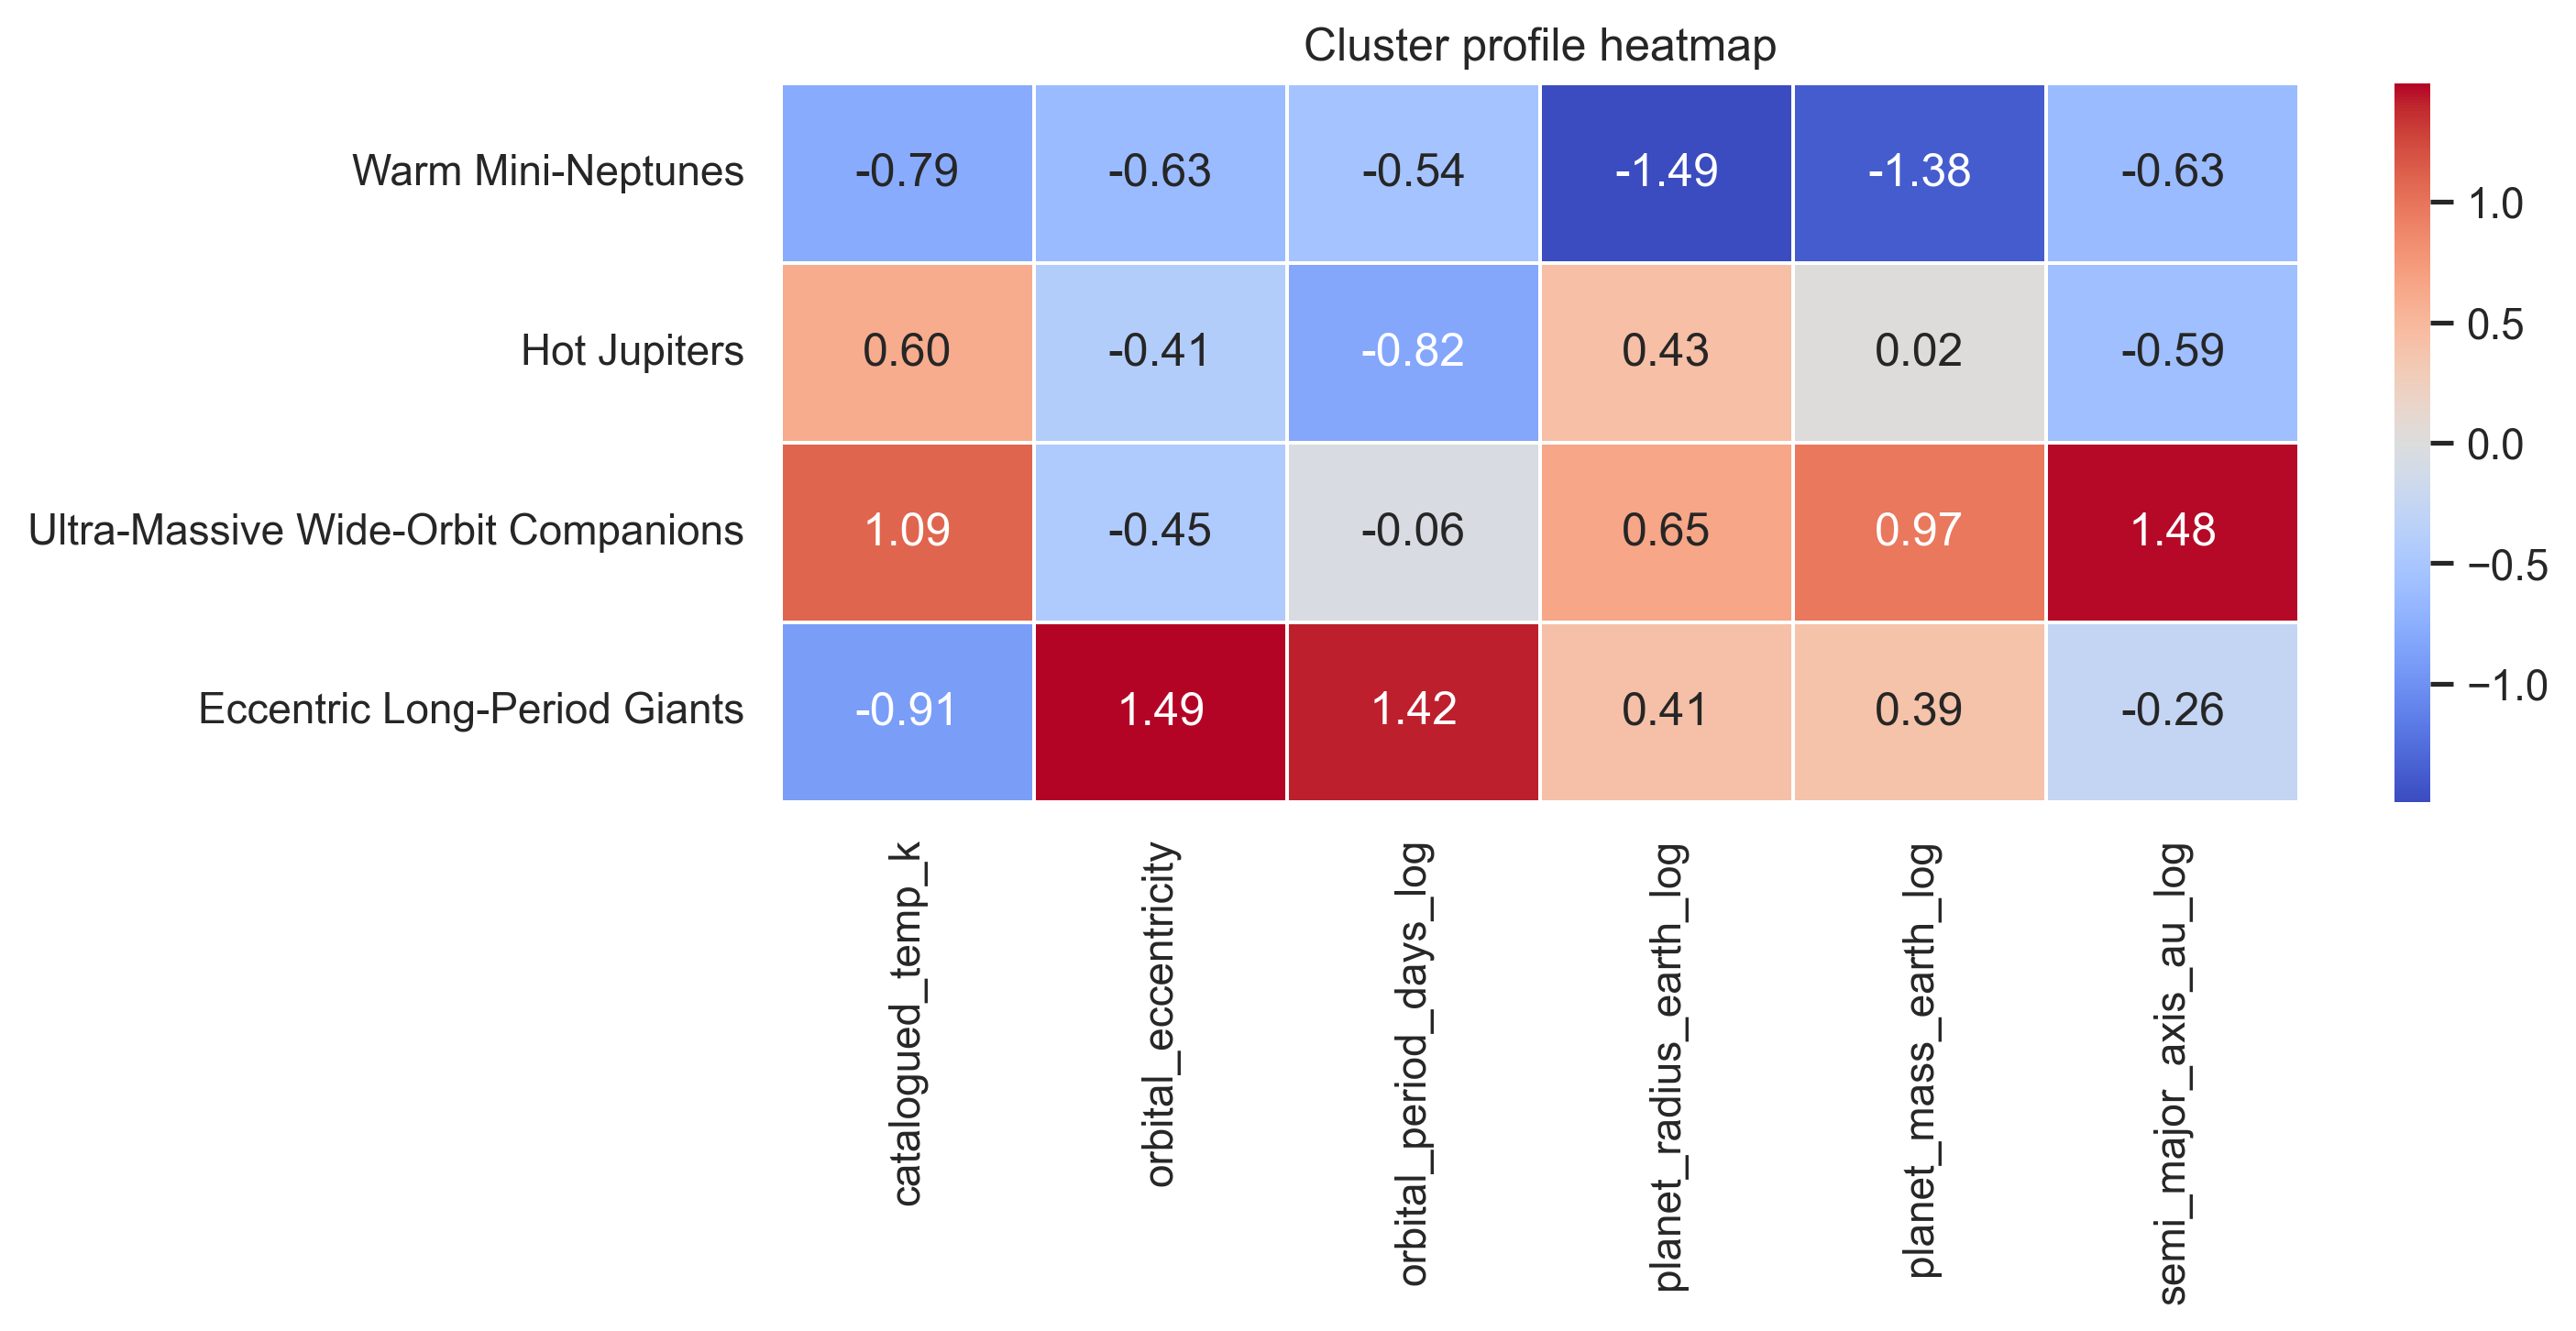 Cluster profile heatmap
Warm Mini-Neptunes -0.79 -0.63 -0.54 -1.49 -1.38 -0.63
Hot Jupiters 0.60 -0.41 -0.82 0.43 0.02 -0.59
Ultra-Massive Wide-Orbit Companions 1.09 -0.45 -0.06 0.65 0.97 1.48
Eccentric Long-Period Giants -0.91 1.49 1.42 0.41 0.39 -0.26
catalogued_temp_k
orbital_eccentricity
orbital_period_days_log
planet_radius_earth_log
planet_mass_earth_log
semi_major_axis_au_log
1.0
0.5
0.0
−0.5
−1.0